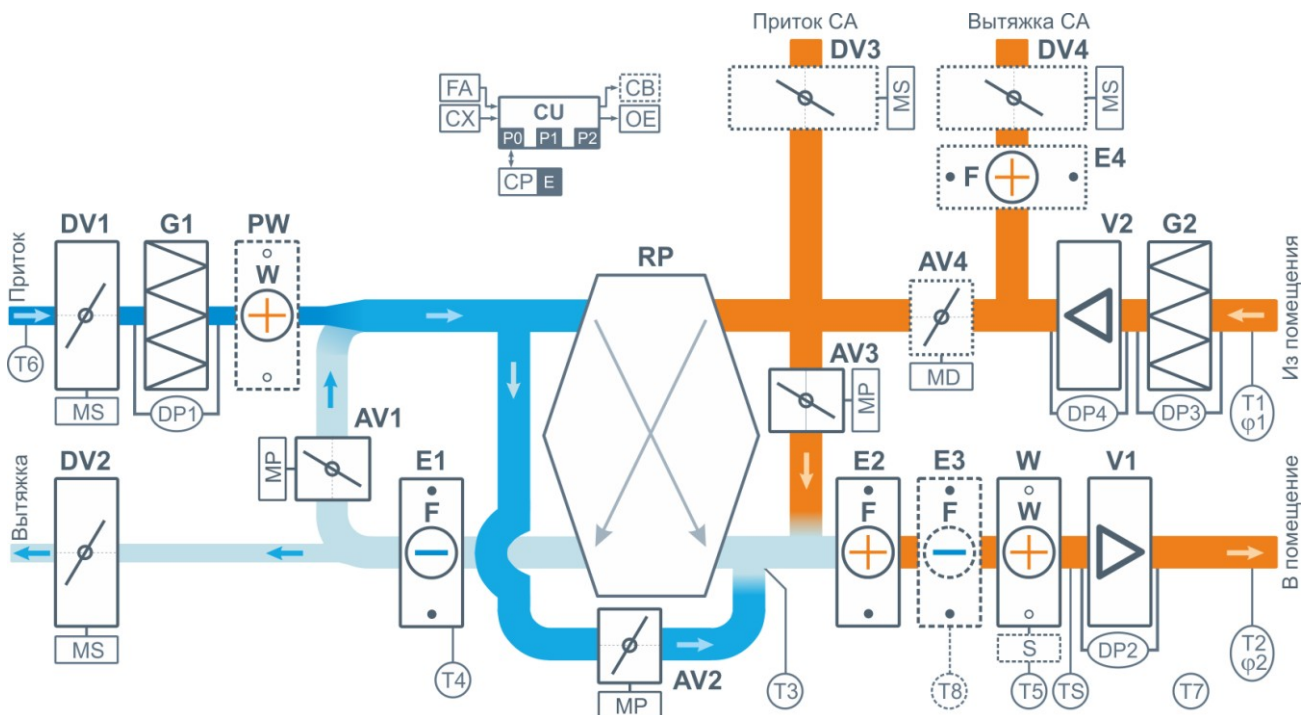 Приток СА
Вытяжка СА
DV3
DV4
MS
MS
FA
CX
CU
P0
P1
P2
CB
OE
CP
E
F
E4
DV1
G1
PW
RP
V2
G2
AV4
Приток
W
T6
MS
DP1
AV1
MP
AV3
MP
MD
DP4
DP3
Из помещения
T1
φ1
Вытяжка
DV2
MS
E1
F
T4
E2
F
E3
F
W
W
V1
В помещение
S
DP2
T2
φ2
AV2
MP
T3
T8
T5
TS
T7